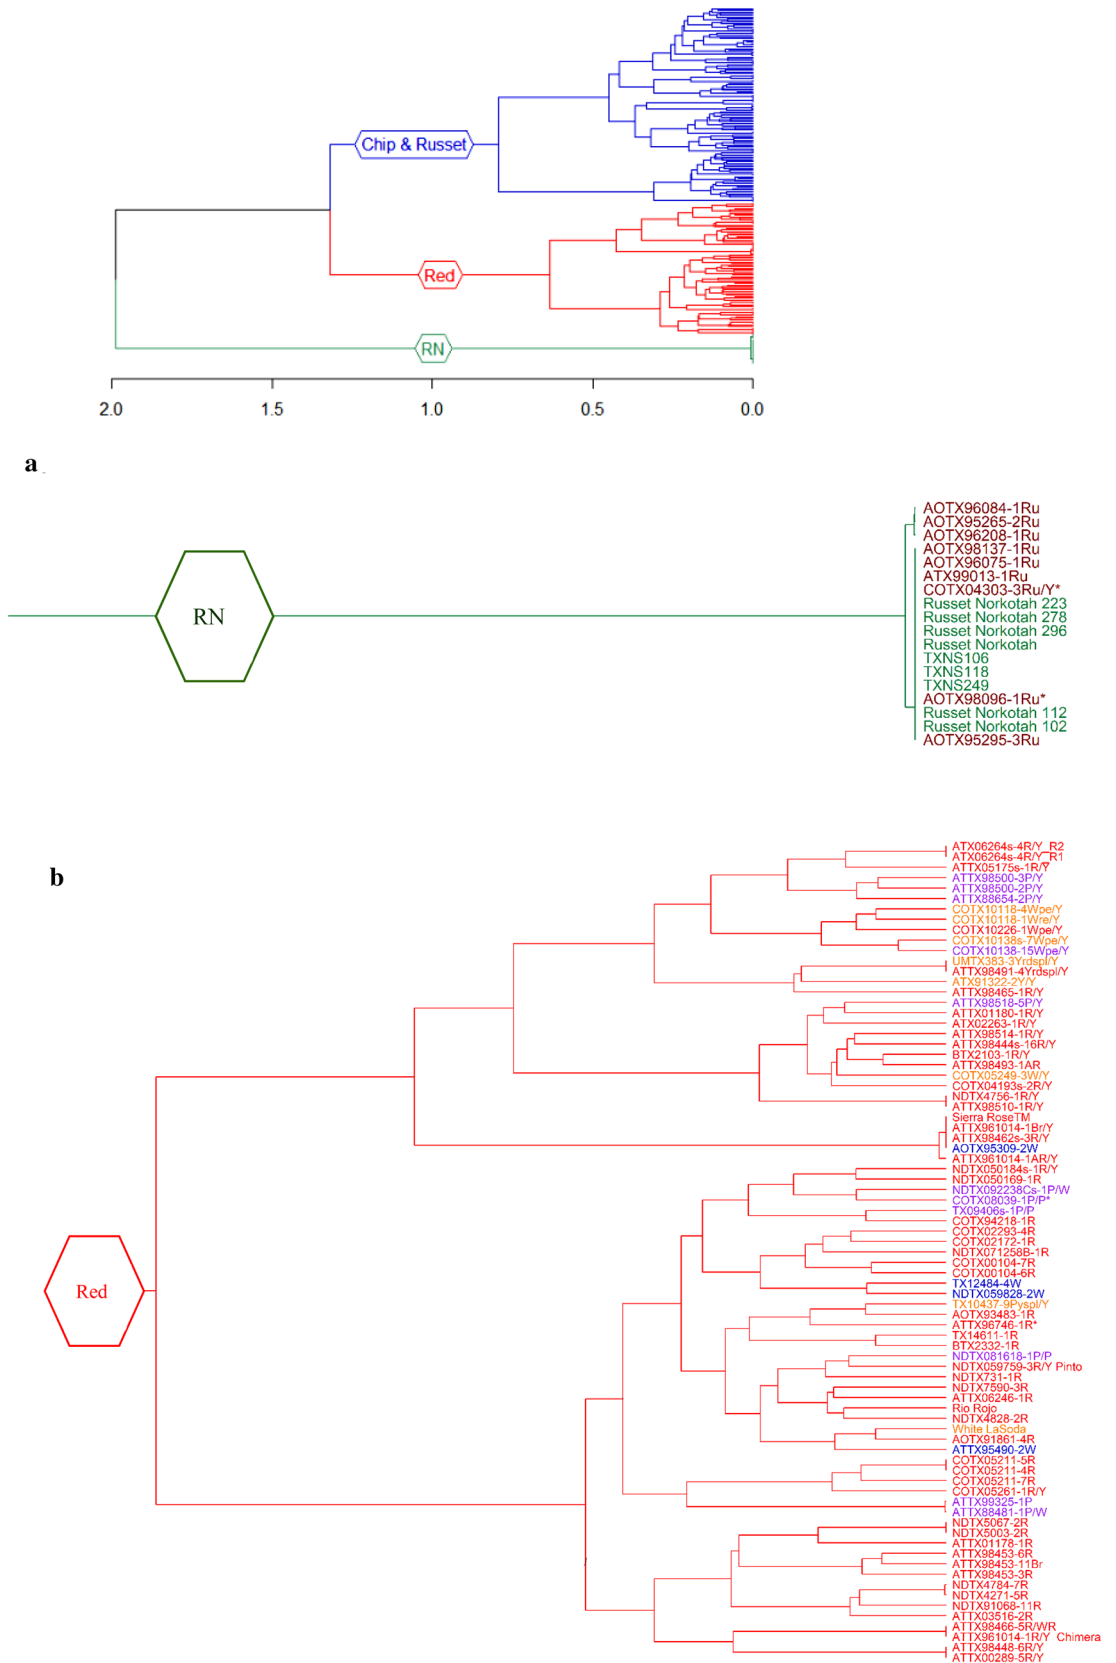 Chip & Russet
Red
RN
2.0 1.5 1.0 0.5 0.0
a
RN
AOTX96084-1Ru
AOTX95265-2Ru
AOTX96208-1Ru
AOTX98137-1Ru
AOTX96075-1Ru
ATX99013-1Ru
COTX04303-3Ru/Y*
Russet Norkotah 223
Russet Norkotah 278
Russet Norkotah 296
Russet Norkotah
TXNS106
TXNS118
TXNS249
AOTX98096-1Ru*
Russet Norkotah 112
Russet Norkotah 102
AOTX95295-3Ru
b
Red
ATX06264s-4R/Y_R2
ATX06264s-4R/Y_R1
ATTX05175s-1R/Y
ATTX98500-3P/Y
ATTX98500-2P/Y
ATTX88654-2P/Y
COTX10118-4Wpe/Y
COTX10118-1Wre/Y
COTX10226-1Wpe/Y
COTX10138s-7Wpe/Y
COTX10138-15Wpe/Y
UMTX383-3Yrdspl/Y
ATTX98491-4Yrdspl/Y
ATX91322-2Y/Y
ATTX98465-1R/Y
ATTX98518-5P/Y
ATTX01180-1R/Y
ATX02263-1R/Y
ATTX98514-1R/Y
ATTX98444s-16R/Y
BTX2103-1R/Y
ATTX98493-1AR
COTX05249-3W/Y
COTX04193s-2R/Y
NDTX4756-1R/Y
ATTX98510-1R/Y
Sierra RoseTM
ATTX961014-1Br/Y
ATTX98462s-3R/Y
AOTX95309-2W
ATTX961014-1AR/Y
NDTX050184s-1R/Y
NDTX050169-1R
NDTX092238Cs-1P/W
COTX08039-1P/P*
TX09406s-1P/P
COTX94218-1R
COTX02293-4R
COTX02172-1R
NDTX071258B-1R
COTX00104-7R
COTX00104-6R
TX12484-4W
NDTX059828-2W
TX10437-9Pyspl/Y
AOTX93483-1R
ATTX96746-1R*
TX14611-1R
BTX2332-1R
NDTX081618-1P/P
NDTX059759-3R/Y Pinto
NDTX731-1R
NDTX7590-3R
ATTX06246-1R
Rio Rojo
NDTX4828-2R
White LaSoda
AOTX91861-4R
ATTX95490-2W
COTX05211-5R
COTX05211-4R
COTX05211-7R
COTX05261-1R/Y
ATTX99325-1P
ATTX88481-1P/W
NDTX5067-2R
NDTX5003-2R
ATTX01178-1R
ATTX98453-6R
ATTX98453-11Br
ATTX98453-3R
NDTX4784-7R
NDTX4271-5R
NDTX91068-11R
ATTX03516-2R
ATTX98466-5R/WR
ATTX961014-1R/Y_Chimera
ATTX98448-6R/Y
ATTX00289-5R/Y